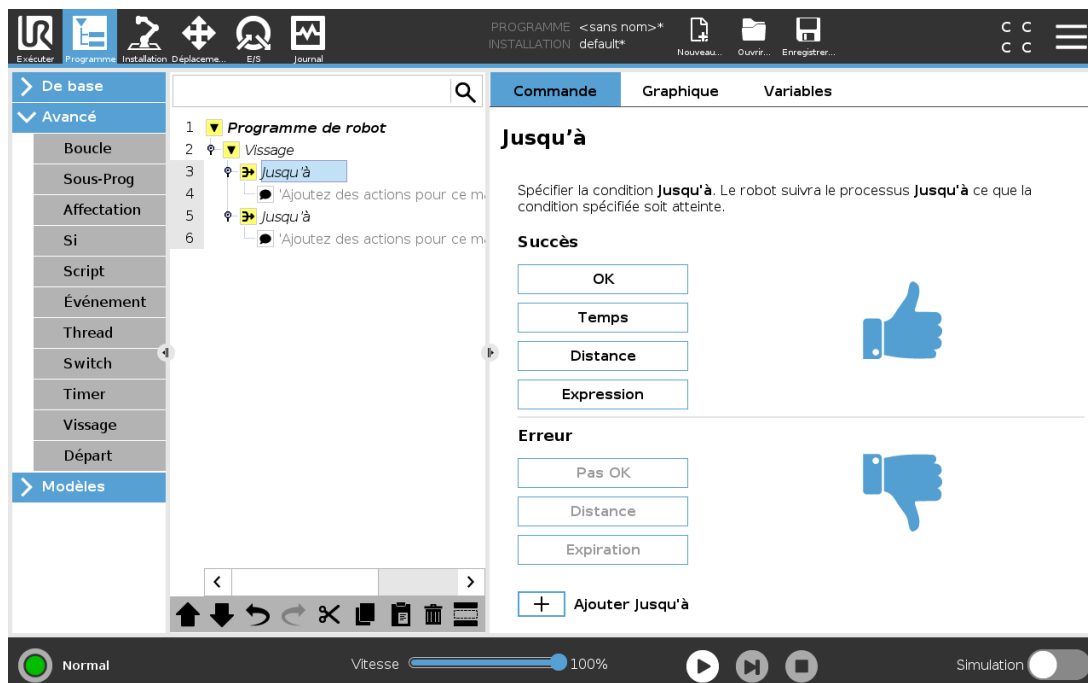 PROGRAMME <sans nom>*
INSTALLATION default*
C C
C C
UR
Exécuter Programme Installation Déplaceme... E/S Journal
Nouveau... Ouvrir... Enregistrer...
De base
Avancé
Boucle
Sous-Prog
Affectation
Si
Script
Événement
Thread
Switch
Timer
Vissage
Départ
Modèles
1 Programme de robot
2 Vissage
3 Jusqu'à
4 'Ajoutez des actions pour ce m
5 Jusqu'à
6 'Ajoutez des actions pour ce m
Commande Graphique Variables
Jusqu'à
Spécifier la condition Jusqu'à. Le robot suivra le processus Jusqu'à ce que la
condition spécifiée soit atteinte.
Succès
OK
Temps
Distance
Expression
Erreur
Pas OK
Distance
Expiration
+ Ajouter Jusqu'à
Normal
Vitesse 100%
Simulation